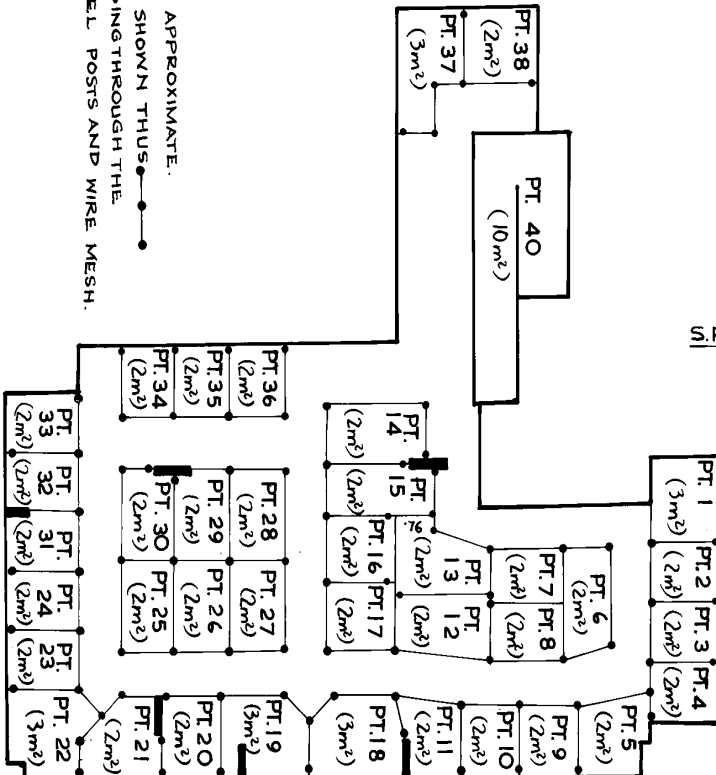 APPROXIMATE.
SHOWN THUS
DING THROUGH THE
EL POSTS AND WIRE MESH.
PT. 38
(2m²)
PT. 37
(3m²)
PT. 40
(10m²)
S.P
PT. 36
(2m²)
PT. 35
(2m²)
PT. 34
(2m²)
PT. 14
(2m²)
PT. 15
(2m²)
.76
PT. 16
(2m²)
PT. 17
(2m²)
PT. 13
(2m²)
PT. 12
(2m²)
PT. 7
(2m²)
PT. 8
(2m²)
PT. 6
(2m²)
PT. 1
(3m²)
PT. 2
(2m²)
PT. 3
(2m²)
PT. 4
(2m²)
PT. 33
(2m²)
PT. 32
(2m²)
PT. 31
(2m²)
PT. 24
(2m²)
PT. 23
(2m²)
PT. 22
(3m²)
PT. 28
(2m²)
PT. 29
(2m²)
PT. 30
(2m²)
PT. 27
(2m²)
PT. 26
(2m²)
PT. 25
(2m²)
PT. 21
(2m²)
PT. 20
(2m²)
PT. 19
(3m²)
PT. 18
(3m²)
PT. 11
(2m²)
PT. 10
(2m²)
PT. 9
(2m²)
PT. 5
(2m²)